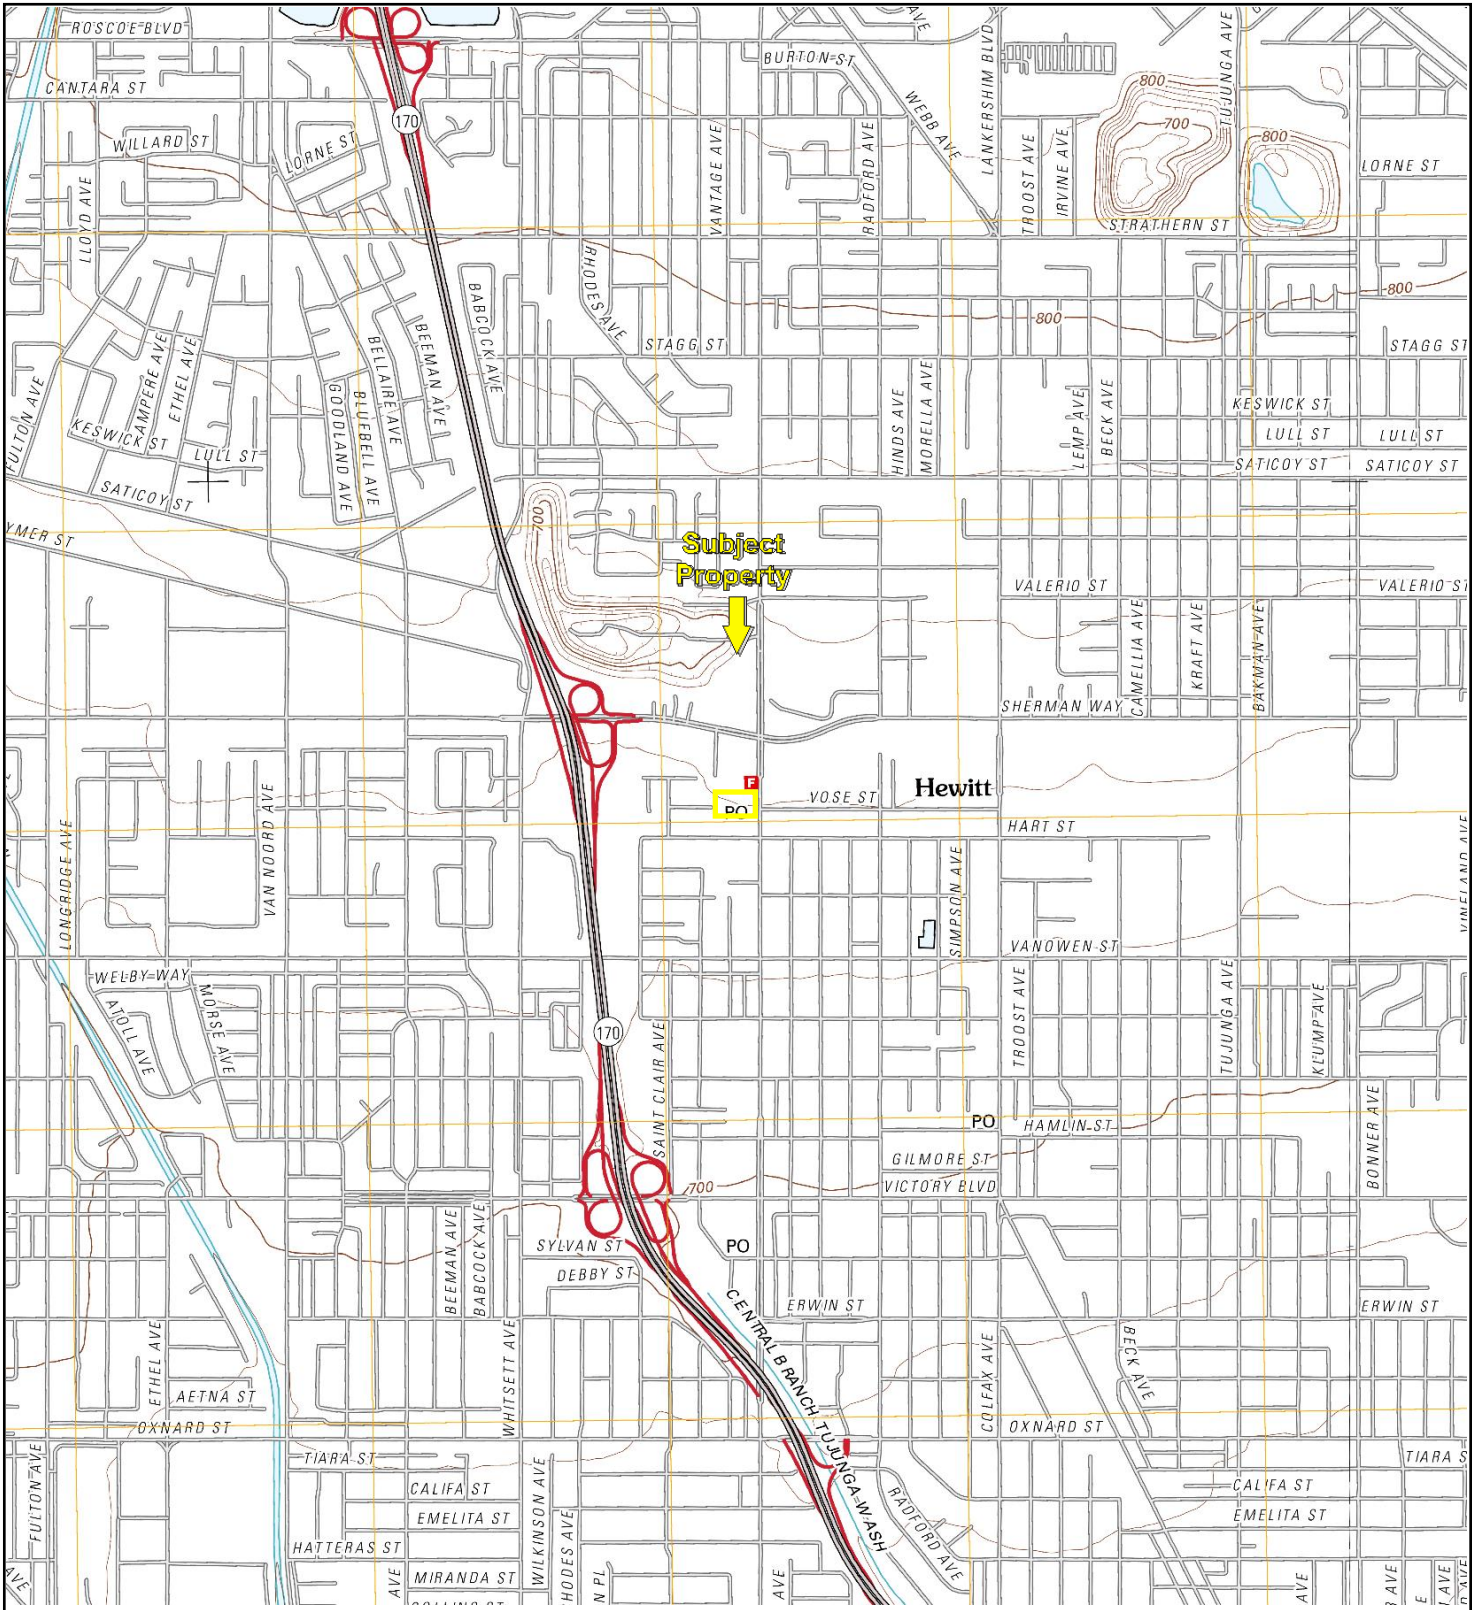 ROSCOE BLVD
BURTON ST
AVE
LANKERSHIM BLVD
TUJUNGA AVE
CANTARA ST
170
WEBB AVE
800
700
800
WILLARD ST
LORNE ST
VANTAGE AVE
RADFORD AVE
TROOST AVE
IRVINE AVE
LORNE ST
LLOYD AVE
STRATHERN ST
RHODES AVE
BABCOCK AVE
800
800
BEEMAN AVE
BELLAIRE AVE
STAGG ST
STAGG ST
AMPERE AVE
ETHEL AVE
FULTON AVE
GOODLAND AVE
BLUEBELL AVE
HINDS AVE
MORELLA AVE
LEMP AVE
BECK AVE
KESWICK ST
KESWICK ST
LULL ST
LULL ST
LULL ST
SATICOY ST
SATICOY ST
SATICOY ST
700
YMER ST
Subject
Property
VALERIO ST
VALERIO ST
CAMELLIA AVE
KRAFT AVE
BAKMAN AVE
SHERMAN WAY
F
PO
VOSE ST
Hewitt
HART ST
LONGRIDGE AVE
VAN NOORD AVE
SIMPSON AVE
VINELAND AVE
VANOWEN ST
WELBY WAY
ATOLL AVE
MORSE AVE
170
SAINT CLAIR AVE
TROOST AVE
TUJUNGA AVE
KLUMP AVE
BONNER AVE
PO
HAMLIN ST
GILMORE ST
VICTORY BLVD
700
BEEMAN AVE
BABCOCK AVE
SYLVAN ST
PO
DEBBY ST
ERWIN ST
ERWIN ST
CENTRAL BRANCH TUJUNGA WASH
ETHEL AVE
WHITSETT AVE
COLFAX AVE
BECK AVE
AETNA ST
OXNARD ST
OXNARD ST
FULTON AVE
TIARA ST
TIARA S
CALIFA ST
CALIFA ST
WILKINSON AVE
RADFORD AVE
EMELITA ST
EMELITA ST
HATTERAS ST
HODES AVE
MIRANDA ST
AVE
AVE
N PL
AVE
AVE
AVE
AVE